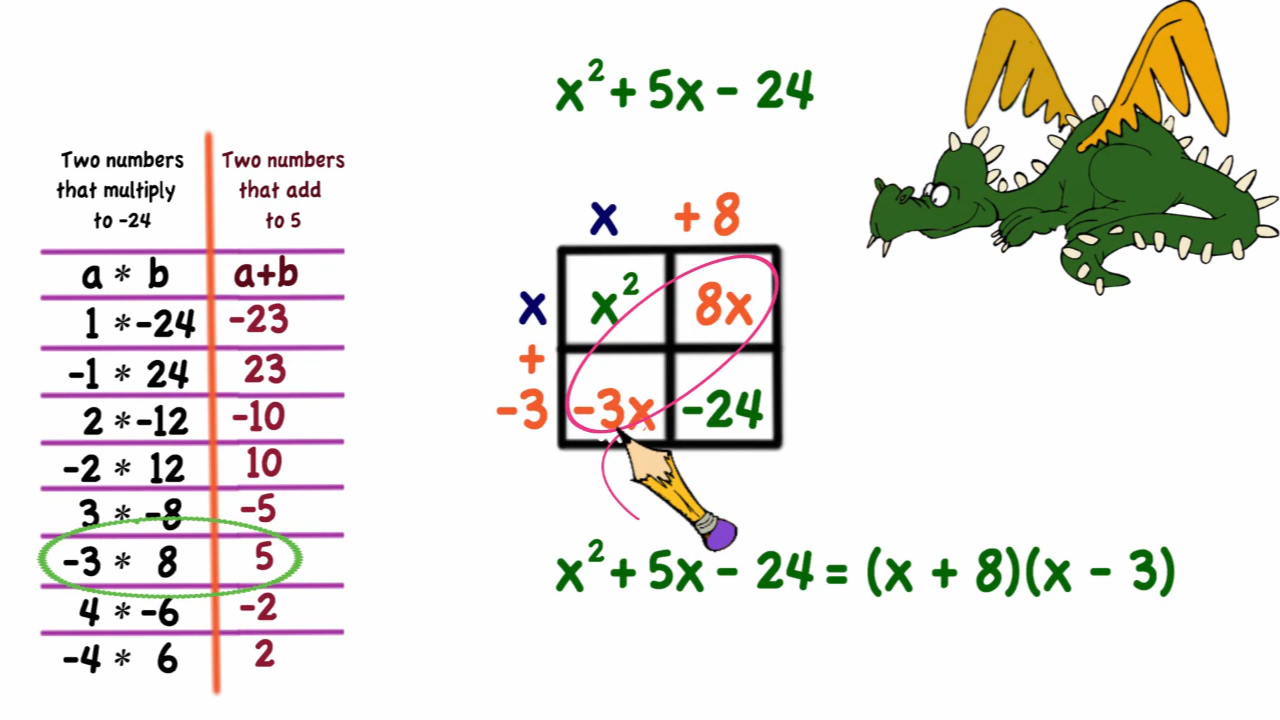 x² + 5x - 24
Two numbers that multiply to -24
Two numbers that add to 5
a * b a+b
1 * -24 -23
-1 * 24 23
2 * -12 -10
-2 * 12 10
3 * -8 -5
-3 * 8 5
4 * -6 -2
-4 * 6 2
x + 8
x x² 8x
+
-3 -3x -24
x² + 5x - 24 = (x + 8)(x - 3)